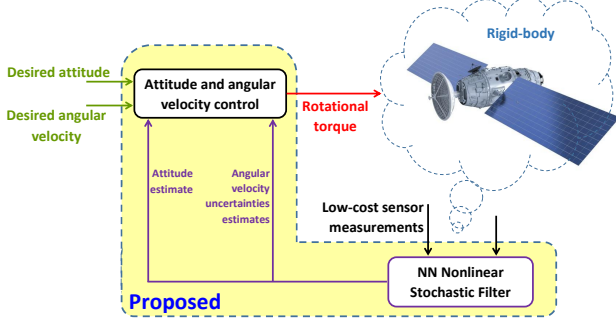 Rigid-body
Desired attitude
Attitude and angular
velocity control
Desired angular
velocity
Rotational
torque
Attitude
estimate
Angular
velocity
uncertainties
estimates
Low-cost sensor
measurements
NN Nonlinear
Stochastic Filter
Proposed